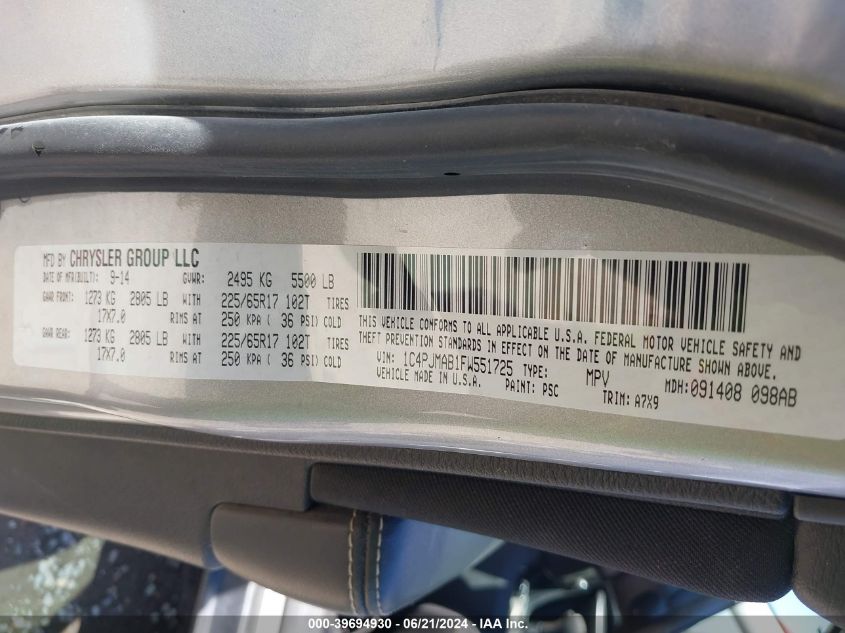 MFD BY CHRYSLER GROUP LLC
DATE OF MFR(BUILT): 9-14 GVWR: 2495 KG 5500 LB
GAWR FRONT: 1273 KG 2805 LB WITH 225/65R17 102T TIRES
17X7.0 RIMS AT 250 KPA ( 36 PSI) COLD
GAWR REAR: 1273 KG 2805 LB WITH 225/65R17 102T TIRES
17X7.0 RIMS AT 250 KPA ( 36 PSI) COLD
THIS VEHICLE CONFORMS TO ALL APPLICABLE U.S.A. FEDERAL MOTOR VEHICLE SAFETY AND
THEFT PREVENTION STANDARDS IN EFFECT ON THE DATE OF MANUFACTURE SHOWN ABOVE.
VIN: 1C4PJMAB1FW551725 TYPE: MPV MDH:091408 098AB
VEHICLE MADE IN U.S.A. PAINT: PSC TRIM: A7X9
000-39694930 - 06/21/2024 - IAA Inc.